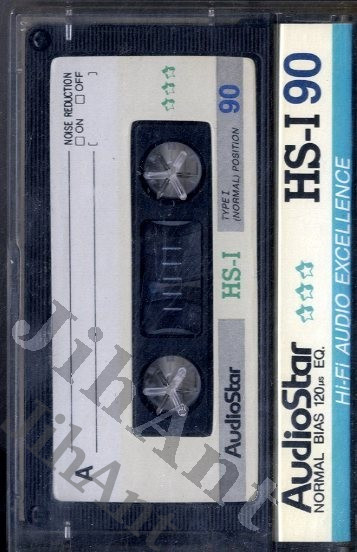 A
NOISE REDUCTION
□ ON □ OFF
[ ]
AudioStar
HS-I
TYPE I
(NORMAL) POSITION
90
AudioStar
NORMAL BIAS 120µs EQ.
HS-I 90
Hi-Fi AUDIO EXCELLENCE
JihAnt
JihAnt